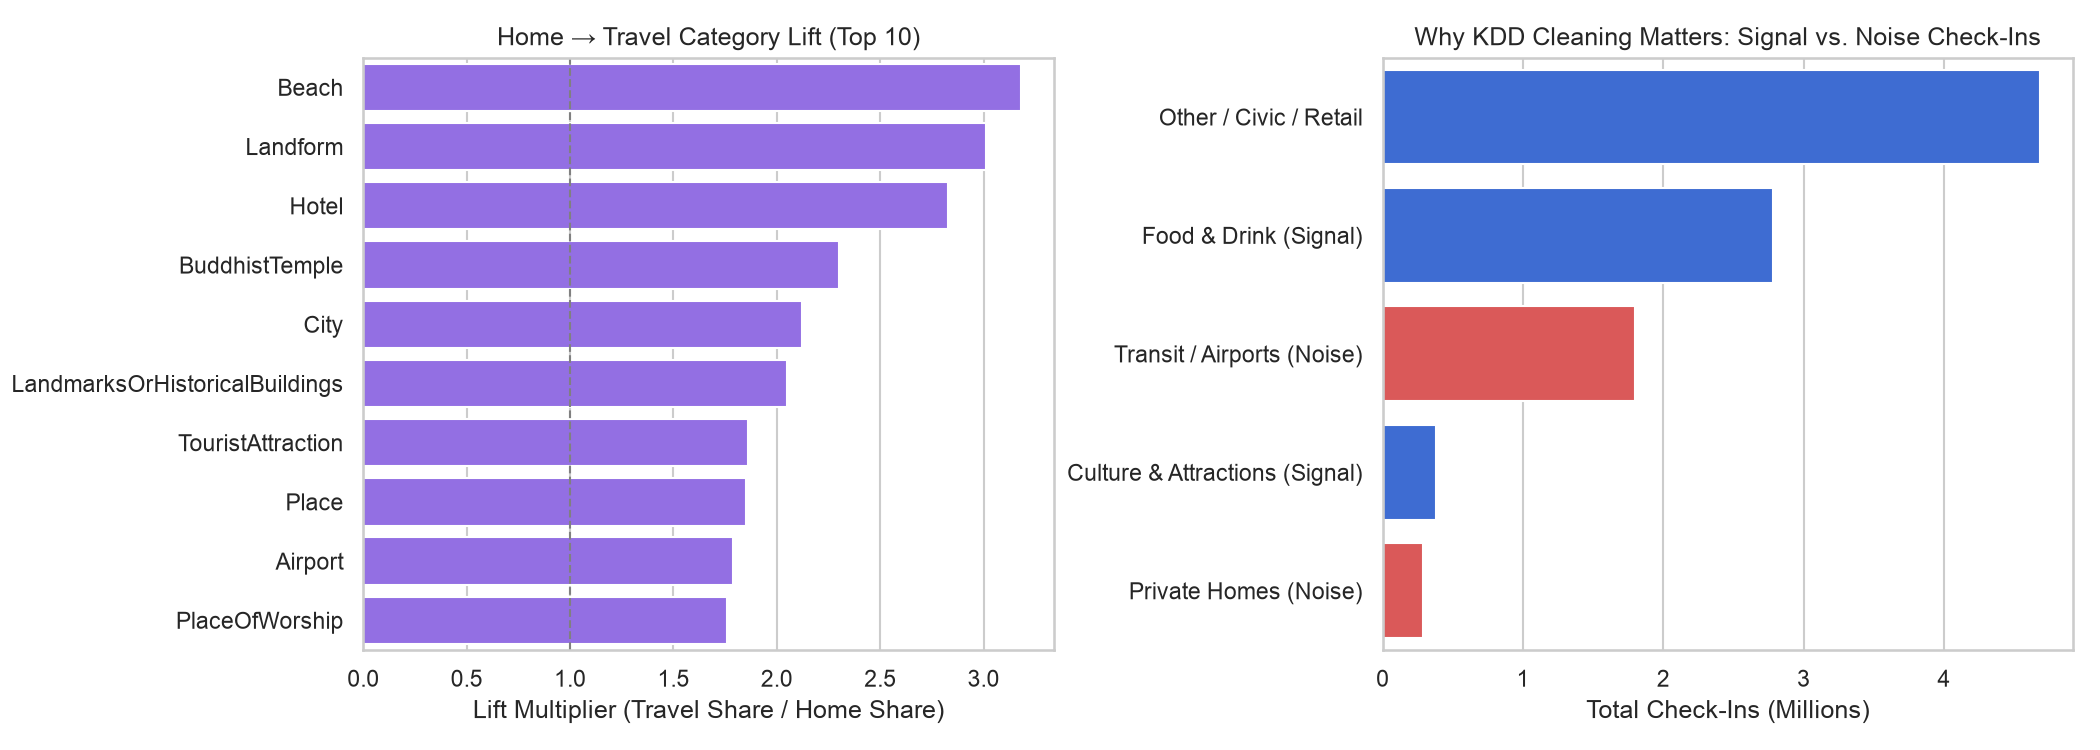 Home → Travel Category Lift (Top 10)
Beach
Landform
Hotel
BuddhistTemple
City
LandmarksOrHistoricalBuildings
TouristAttraction
Place
Airport
PlaceOfWorship
0.0 0.5 1.0 1.5 2.0 2.5 3.0
Lift Multiplier (Travel Share / Home Share)
Why KDD Cleaning Matters: Signal vs. Noise Check-Ins
Other / Civic / Retail
Food & Drink (Signal)
Transit / Airports (Noise)
Culture & Attractions (Signal)
Private Homes (Noise)
0 1 2 3 4
Total Check-Ins (Millions)